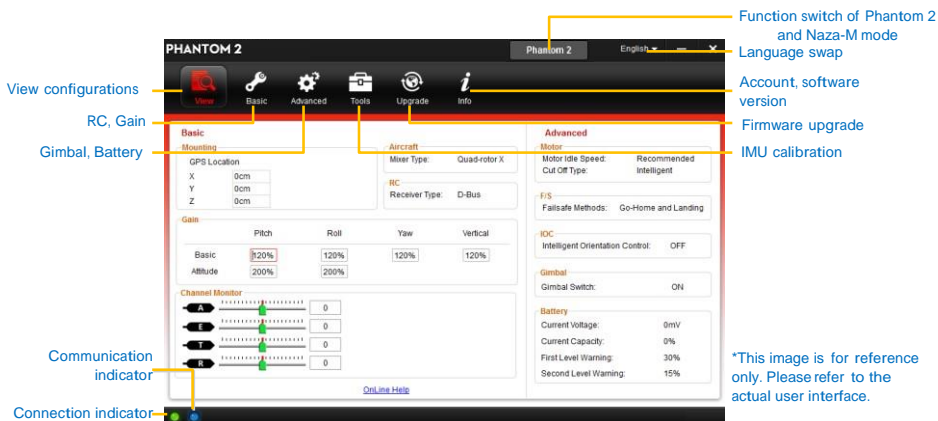 Function switch of Phantom 2
and Naza-M mode
PHANTOM 2
Phantom 2
English
Language swap
View configurations
View
Basic
Advanced
Tools
Upgrade
Info
Account, software
version
RC, Gain
Firmware upgrade
Gimbal, Battery
IMU calibration
Basic
Mounting
GPS Location
X 0cm
Y 0cm
Z 0cm
Aircraft
Mixer Type: Quad-rotor X
RC
Receiver Type: D-Bus
Gain
Pitch Roll Yaw Vertical
Basic 120% 120% 120% 120%
Attitude 200% 200%
Channel Monitor
A 0
E 0
T 0
R 0
OnLine Help
Advanced
Motor
Motor Idle Speed: Recommended
Cut Off Type: Intelligent
F/S
Failsafe Methods: Go-Home and Landing
IOC
Intelligent Orientation Control: OFF
Gimbal
Gimbal Switch: ON
Battery
Current Voltage: 0mV
Current Capacity: 0%
First Level Warning: 30%
Second Level Warning: 15%
Communication
indicator
Connection indicator
*This image is for reference
only. Please refer to the
actual user interface.